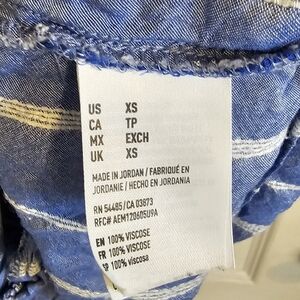 US XS
CA TP
MX EXCH
UK XS
MADE IN JORDAN / FABRIQUÉ EN
JORDANIE / HECHO EN JORDANIA
RN 54485 / CA 03873
RFC# AEM120605U9A
EN 100% VISCOSE
FR 100% VISCOSE
SP 100% viscosa